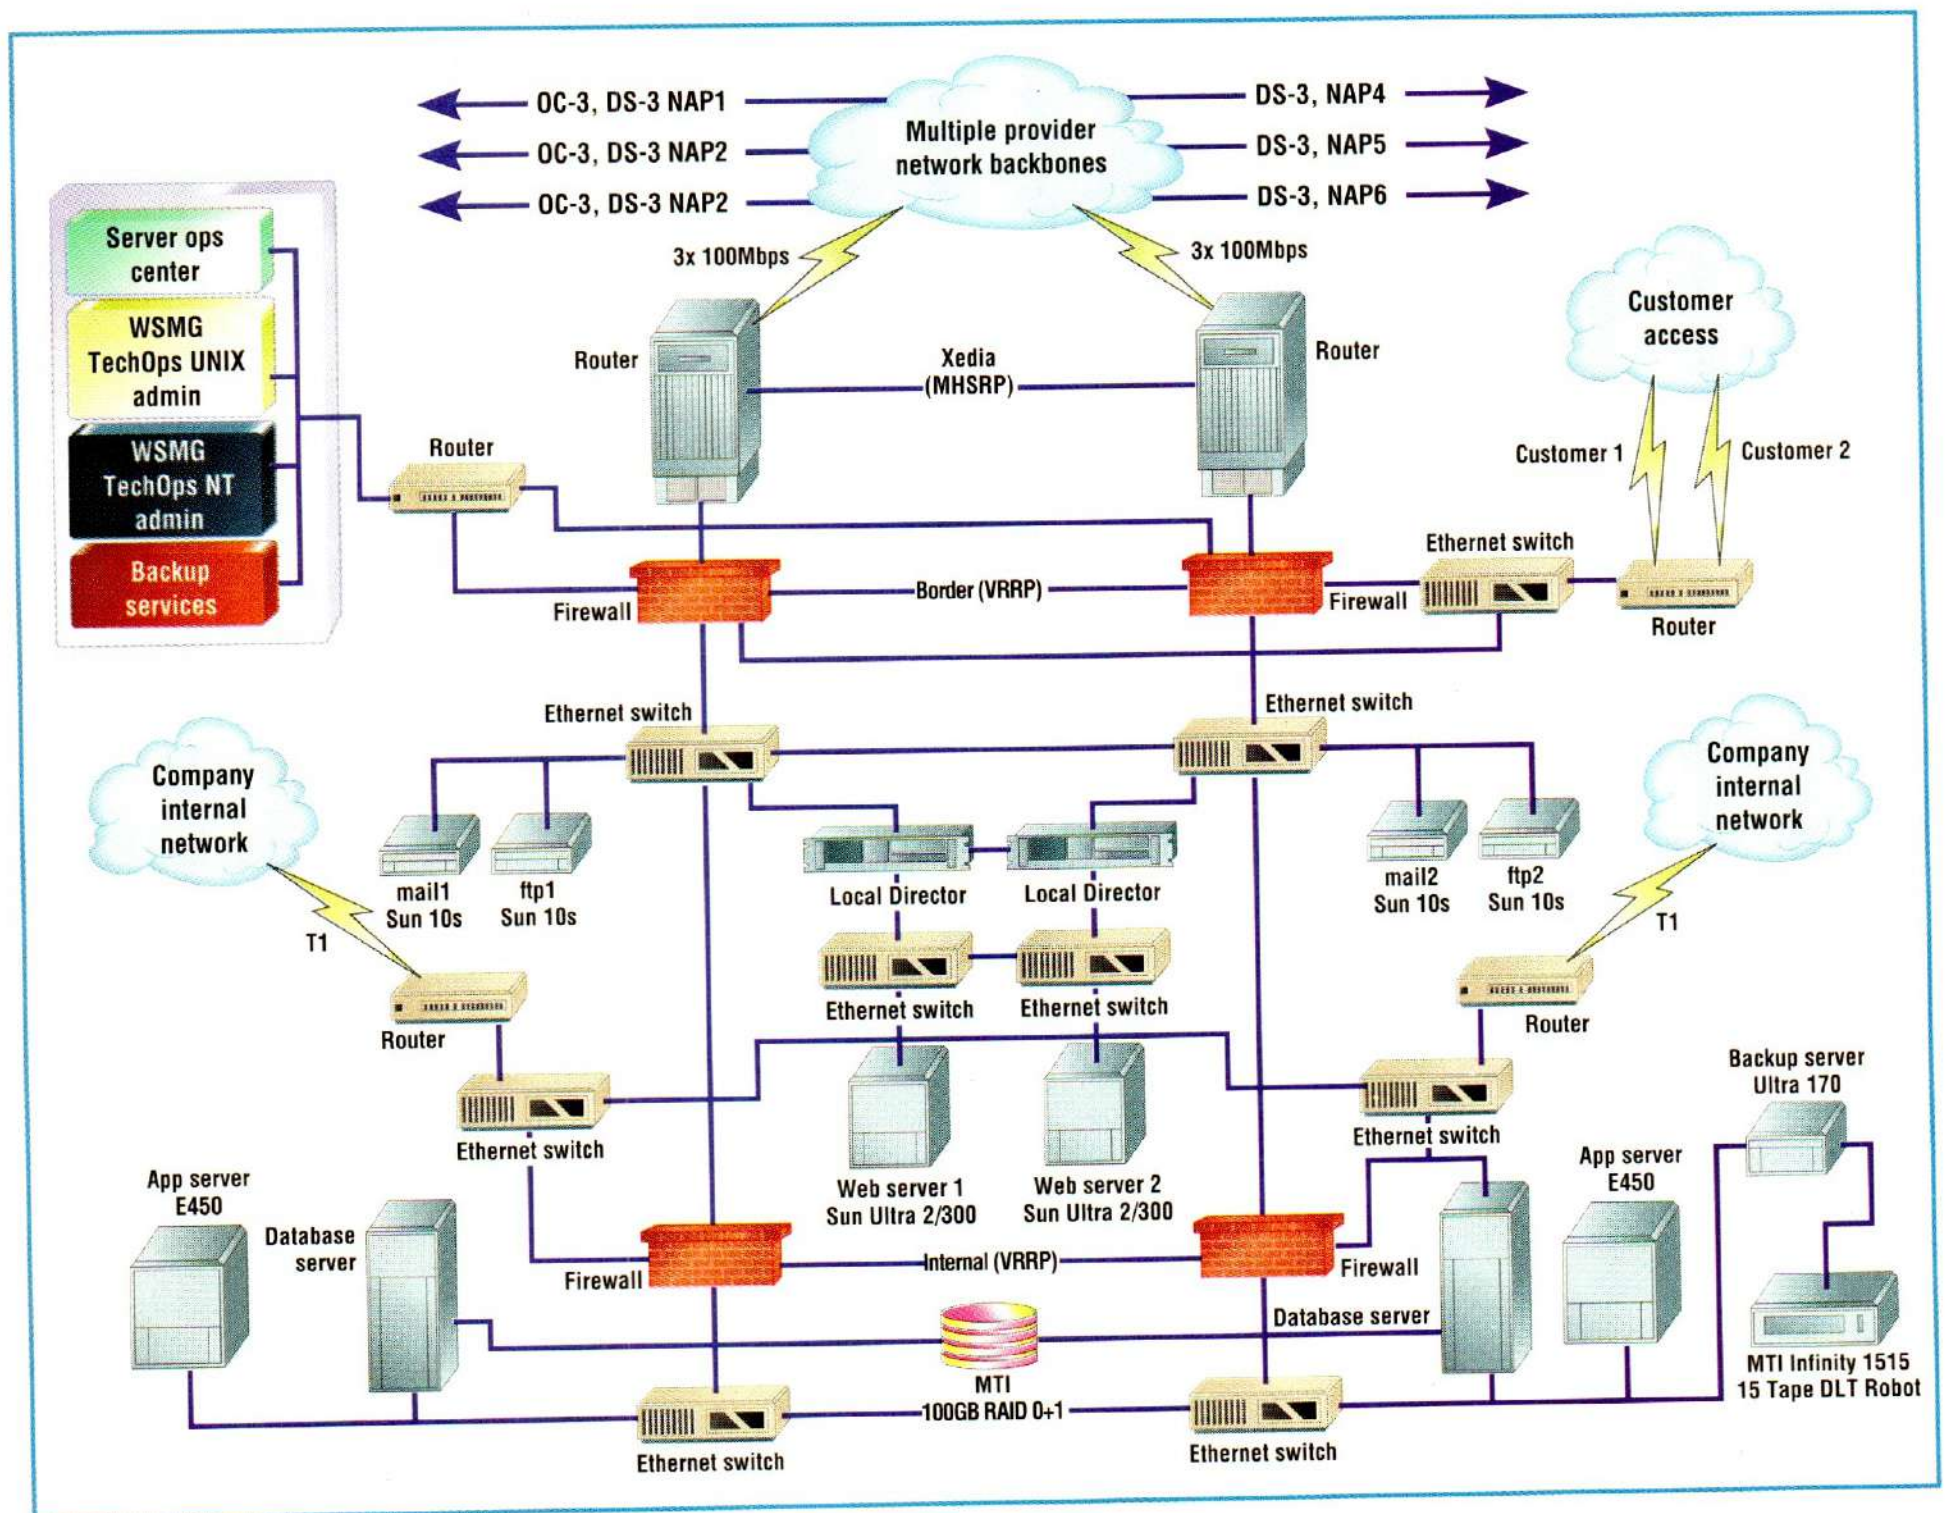 OC-3, DS-3 NAP1
OC-3, DS-3 NAP2
OC-3, DS-3 NAP2
Multiple provider
network backbones
DS-3, NAP4
DS-3, NAP5
DS-3, NAP6
3x 100Mbps
3x 100Mbps
Server ops
center
WSMG
TechOps UNIX
admin
WSMG
TechOps NT
admin
Backup
services
Router
Router
Xedia
(MHSRP)
Router
Customer
access
Customer 1
Customer 2
Ethernet switch
Router
Firewall
Border (VRRP)
Firewall
Ethernet switch
Ethernet switch
Company
internal
network
T1
mail1
Sun 10s
ftp1
Sun 10s
Local Director
Local Director
mail2
Sun 10s
ftp2
Sun 10s
Company
internal
network
T1
Router
Ethernet switch
Ethernet switch
Router
Ethernet switch
Ethernet switch
Backup server
Ultra 170
App server
E450
Database
server
Web server 1
Sun Ultra 2/300
Web server 2
Sun Ultra 2/300
App server
E450
Firewall
Internal (VRRP)
Firewall
Database server
MTI
100GB RAID 0+1
MTI Infinity 1515
15 Tape DLT Robot
Ethernet switch
Ethernet switch